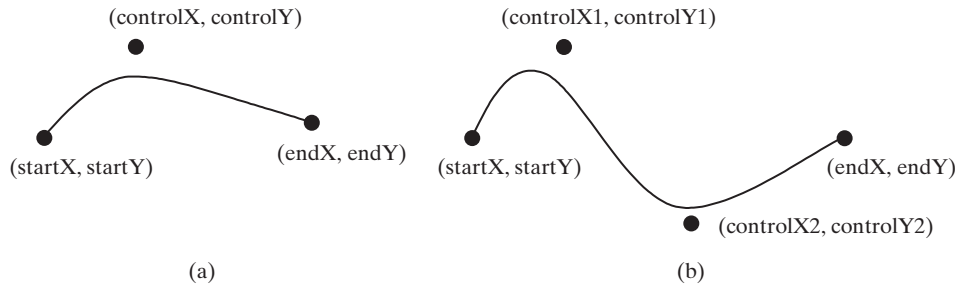 (controlX, controlY)
(startX, startY)
(endX, endY)
(a)
(controlX1, controlY1)
(startX, startY)
(endX, endY)
(controlX2, controlY2)
(b)